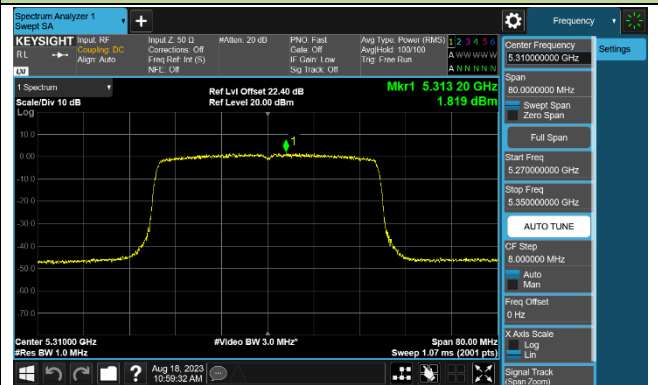 Spectrum Analyzer 1
Swept SA
Frequency
KEYSIGHT
RL
LXI
Input: RF
Coupling: DC
Align: Auto
Input Z: 50 Ω
Corrections: Off
Freq Ref: Int (S)
NFE: Off
#Atten: 20 dB
PNO: Fast
Gate: Off
IF Gain: Low
Sig Track: Off
Avg Type: Power (RMS)
Avg|Hold: 100/100
Trig: Free Run
1 2 3 4 5 6
A W W W W W
A N N N N N
1 Spectrum
Scale/Div 10 dB
Log
Ref Lvl Offset 22.40 dB
Ref Level 20.00 dBm
Mkr1 5.313 20 GHz
1.819 dBm
1
10.0
0.00
-10.0
-20.0
-30.0
-40.0
-50.0
-60.0
-70.0
Center 5.31000 GHz
#Res BW 1.0 MHz
#Video BW 3.0 MHz*
Span 80.00 MHz
Sweep 1.07 ms (2001 pts)
?
Aug 18, 2023
10:59:32 AM
Center Frequency
5.310000000 GHz
Settings
Span
80.0000000 MHz
Swept Span
Zero Span
Full Span
Start Freq
5.270000000 GHz
Stop Freq
5.350000000 GHz
AUTO TUNE
CF Step
8.000000 MHz
Auto
Man
Freq Offset
0 Hz
X Axis Scale
Log
Lin
Signal Track
(Span Zoom)